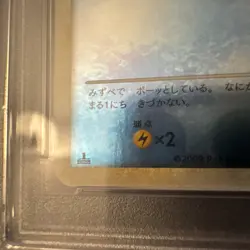 みずべで ボーッとしている。 なにか
まる1にち きづかない。
弱点
×2
©2009